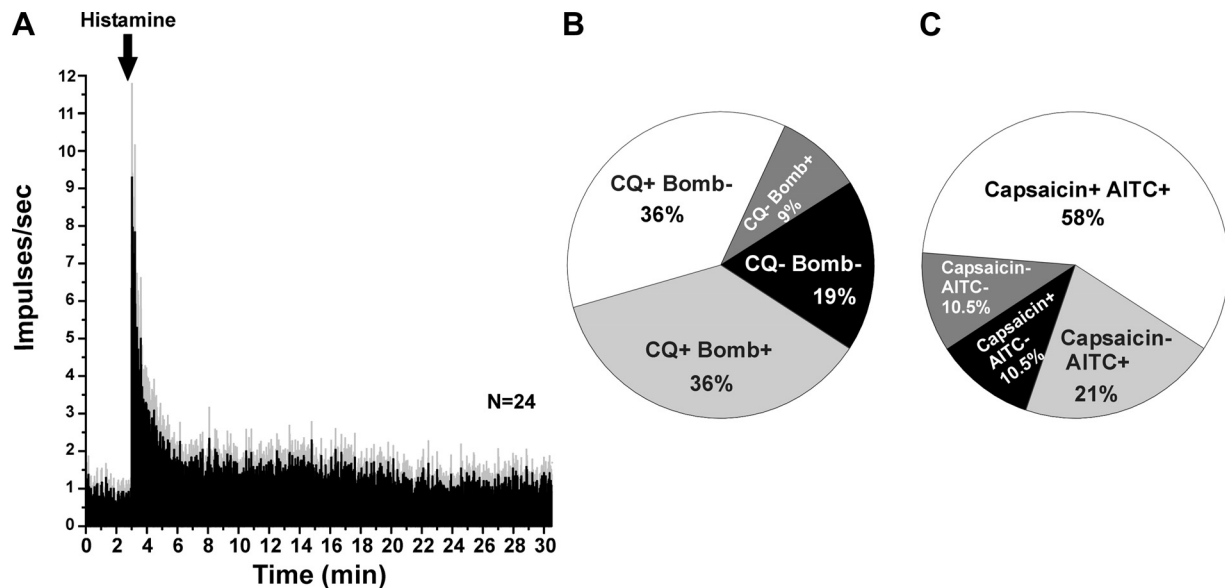 A
Histamine
12
11
10
9
8
7
6
5
4
3
2
1
0
Impulses/sec
N=24
0 2 4 6 8 10 12 14 16 18 20 22 24 26 28 30
Time (min)
B
CQ+ Bomb-
36%
CQ- Bomb+
9%
CQ- Bomb-
19%
CQ+ Bomb+
36%
C
Capsaicin+ AITC+
58%
Capsaicin-
AITC-
10.5%
Capsaicin+
AITC-
10.5%
Capsaicin-
AITC+
21%